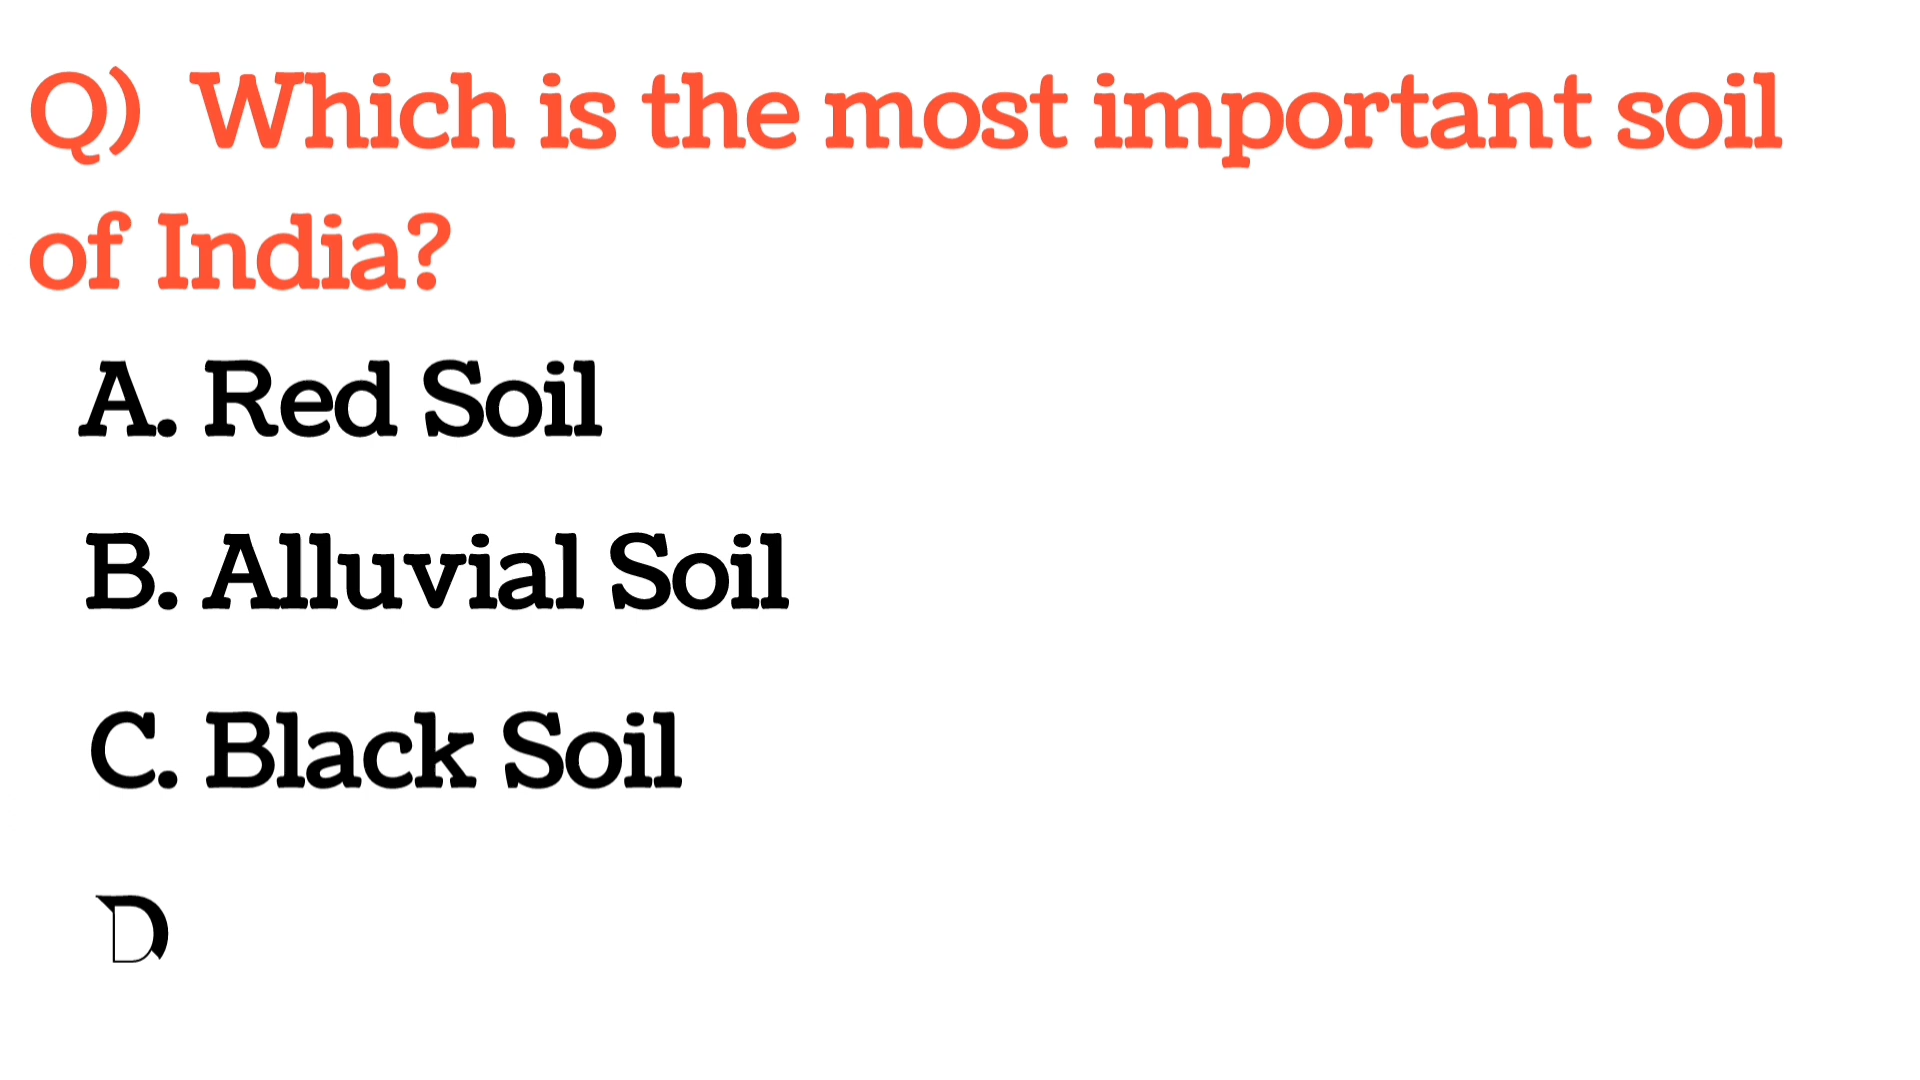 Q) Which is the most important soil
of India?
A. Red Soil
B. Alluvial Soil
C. Black Soil
D